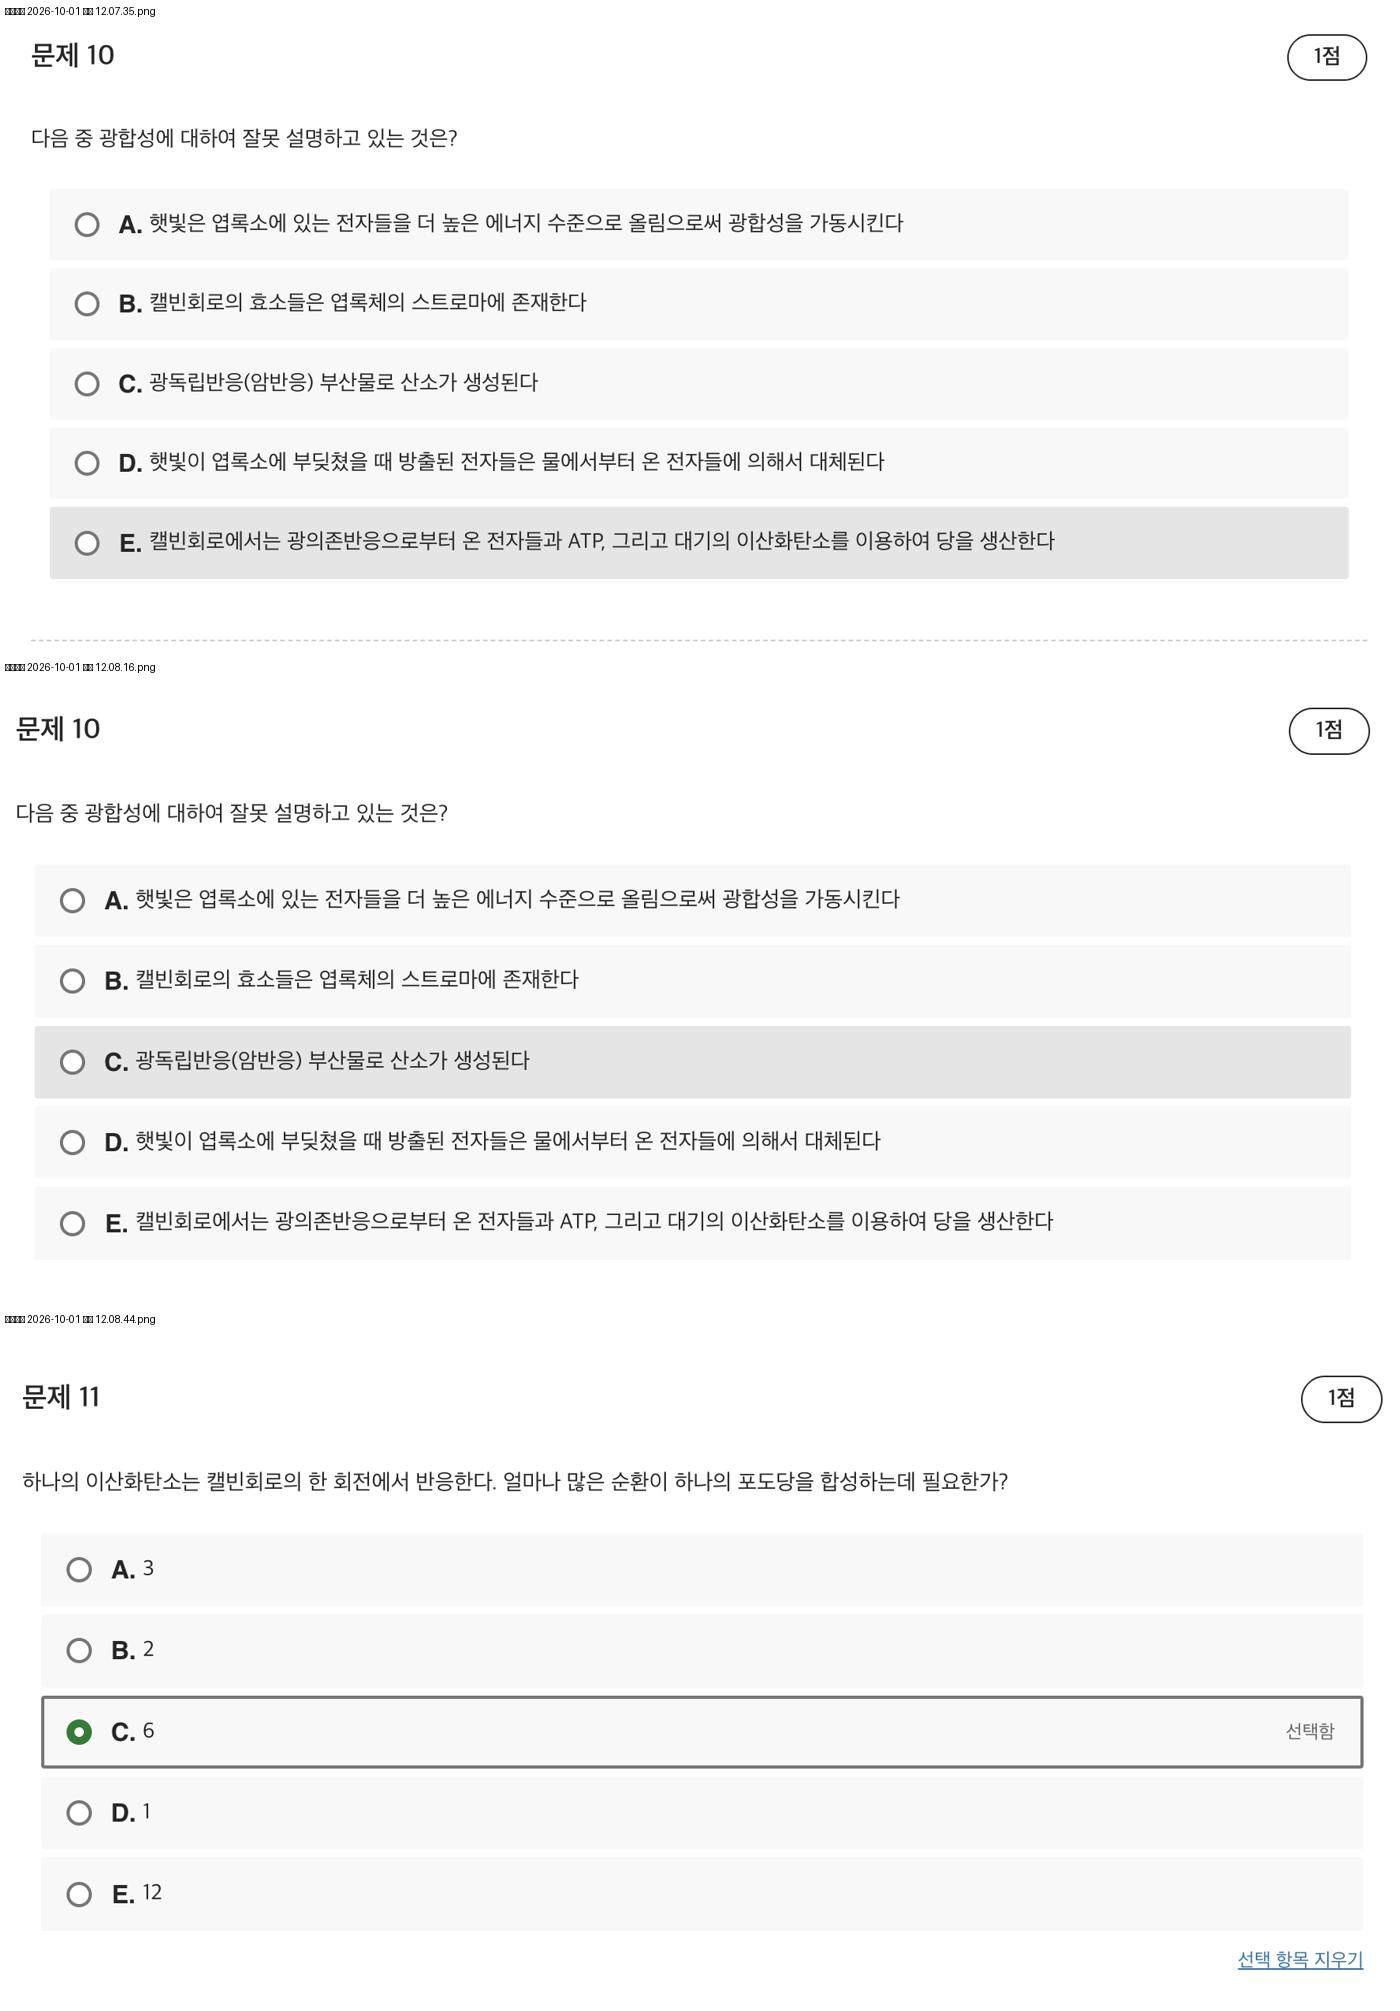 2026-10-01 12.07.35.png
문제 10
1점
다음 중 광합성에 대하여 잘못 설명하고 있는 것은?
A. 햇빛은 엽록소에 있는 전자들을 더 높은 에너지 수준으로 올림으로써 광합성을 가동시킨다
B. 캘빈회로의 효소들은 엽록체의 스트로마에 존재한다
C. 광독립반응(암반응) 부산물로 산소가 생성된다
D. 햇빛이 엽록소에 부딪쳤을 때 방출된 전자들은 물에서부터 온 전자들에 의해서 대체된다
E. 캘빈회로에서는 광의존반응으로부터 온 전자들과 ATP, 그리고 대기의 이산화탄소를 이용하여 당을 생산한다
2026-10-01 12.08.16.png
문제 10
1점
다음 중 광합성에 대하여 잘못 설명하고 있는 것은?
A. 햇빛은 엽록소에 있는 전자들을 더 높은 에너지 수준으로 올림으로써 광합성을 가동시킨다
B. 캘빈회로의 효소들은 엽록체의 스트로마에 존재한다
C. 광독립반응(암반응) 부산물로 산소가 생성된다
D. 햇빛이 엽록소에 부딪쳤을 때 방출된 전자들은 물에서부터 온 전자들에 의해서 대체된다
E. 캘빈회로에서는 광의존반응으로부터 온 전자들과 ATP, 그리고 대기의 이산화탄소를 이용하여 당을 생산한다
2026-10-01 12.08.44.png
문제 11
1점
하나의 이산화탄소는 캘빈회로의 한 회전에서 반응한다. 얼마나 많은 순환이 하나의 포도당을 합성하는데 필요한가?
A. 3
B. 2
C. 6
선택함
D. 1
E. 12
선택 항목 지우기